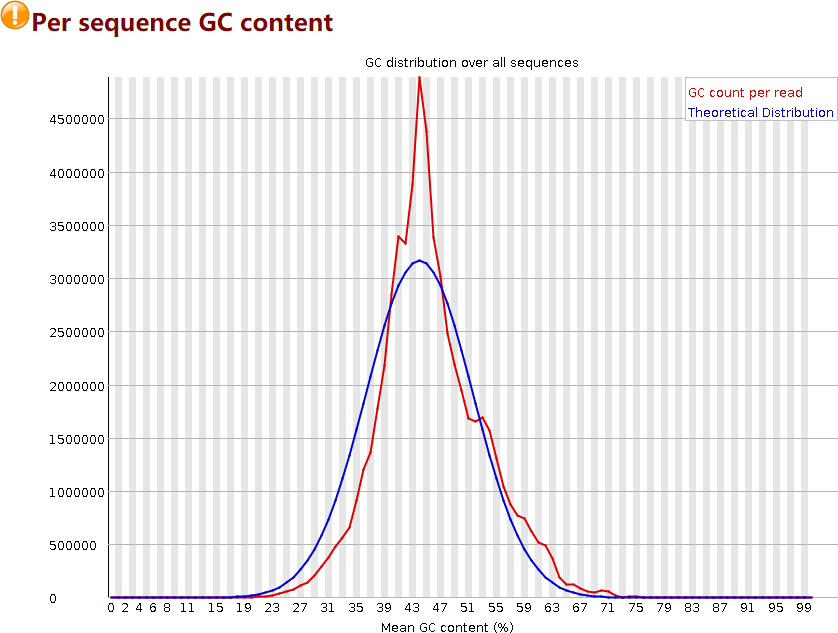 Per sequence GC content
GC distribution over all sequences
GC count per read
Theoretical Distribution
4500000
4000000
3500000
3000000
2500000
2000000
1500000
1000000
500000
0
0 2 4 6 8 11 15 19 23 27 31 35 39 43 47 51 55 59 63 67 71 75 79 83 87 91 95 99
Mean GC content (%)